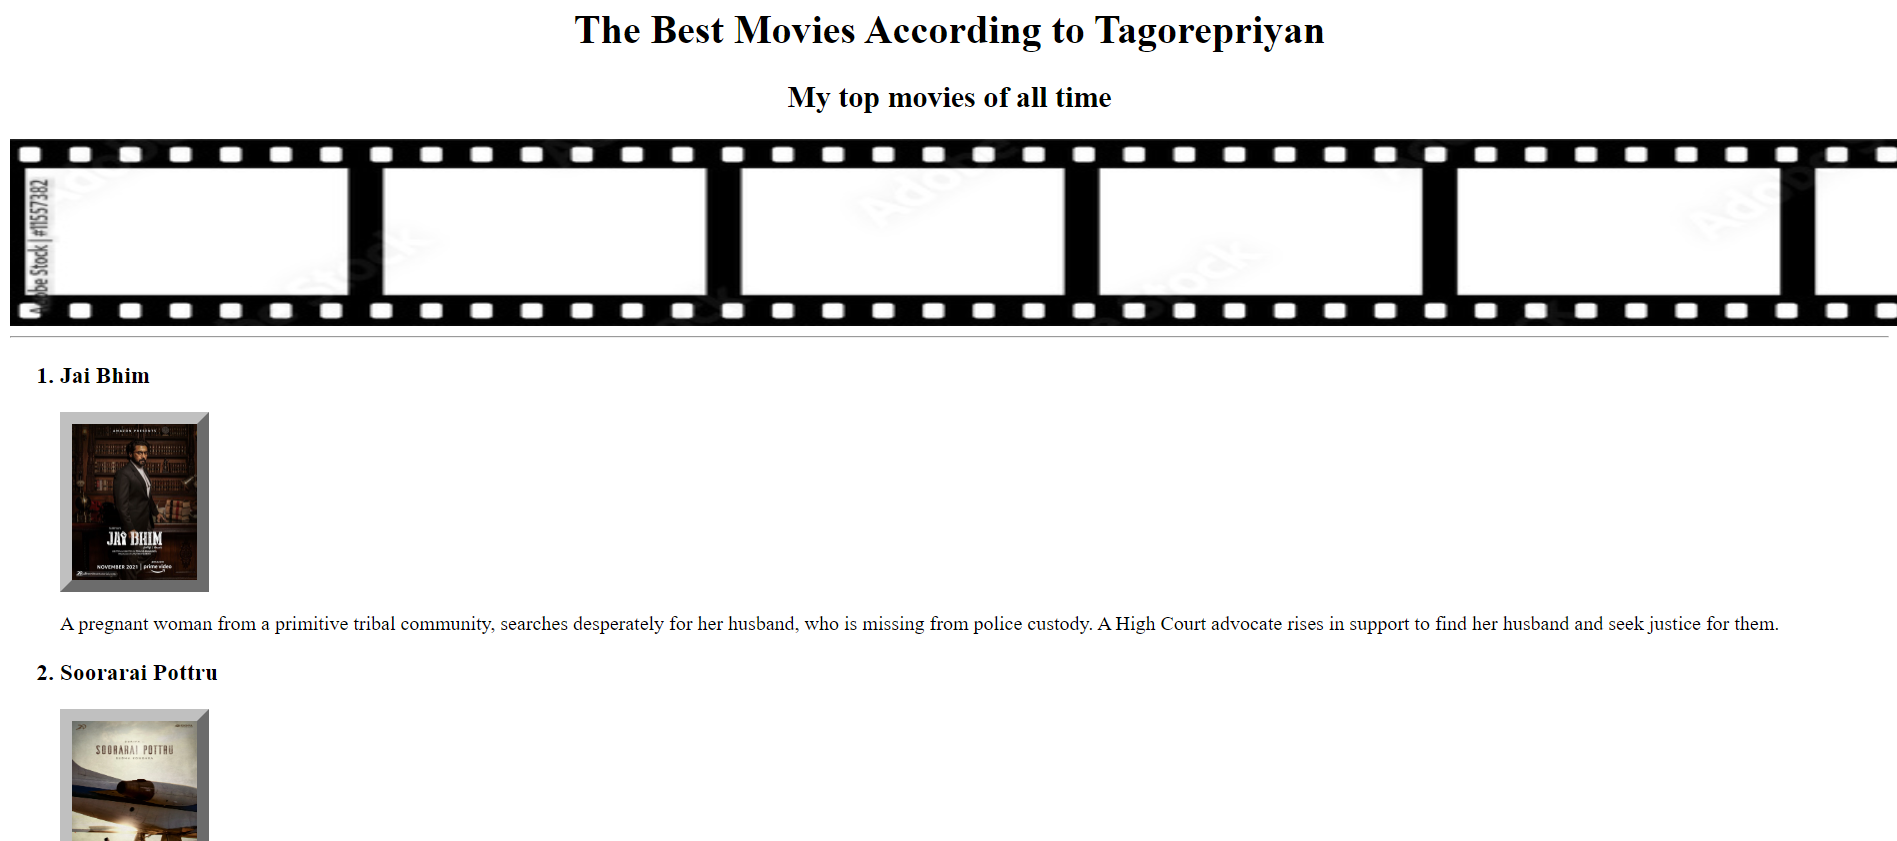 The Best Movies According to Tagorepriyan
My top movies of all time
Adobe Stock | #11557382
1. Jai Bhim
JAI BHIM
NOVEMBER 2021 | prime video
A pregnant woman from a primitive tribal community, searches desperately for her husband, who is missing from police custody. A High Court advocate rises in support to find her husband and seek justice for them.
2. Soorarai Pottru
SOORARAI POTTRU